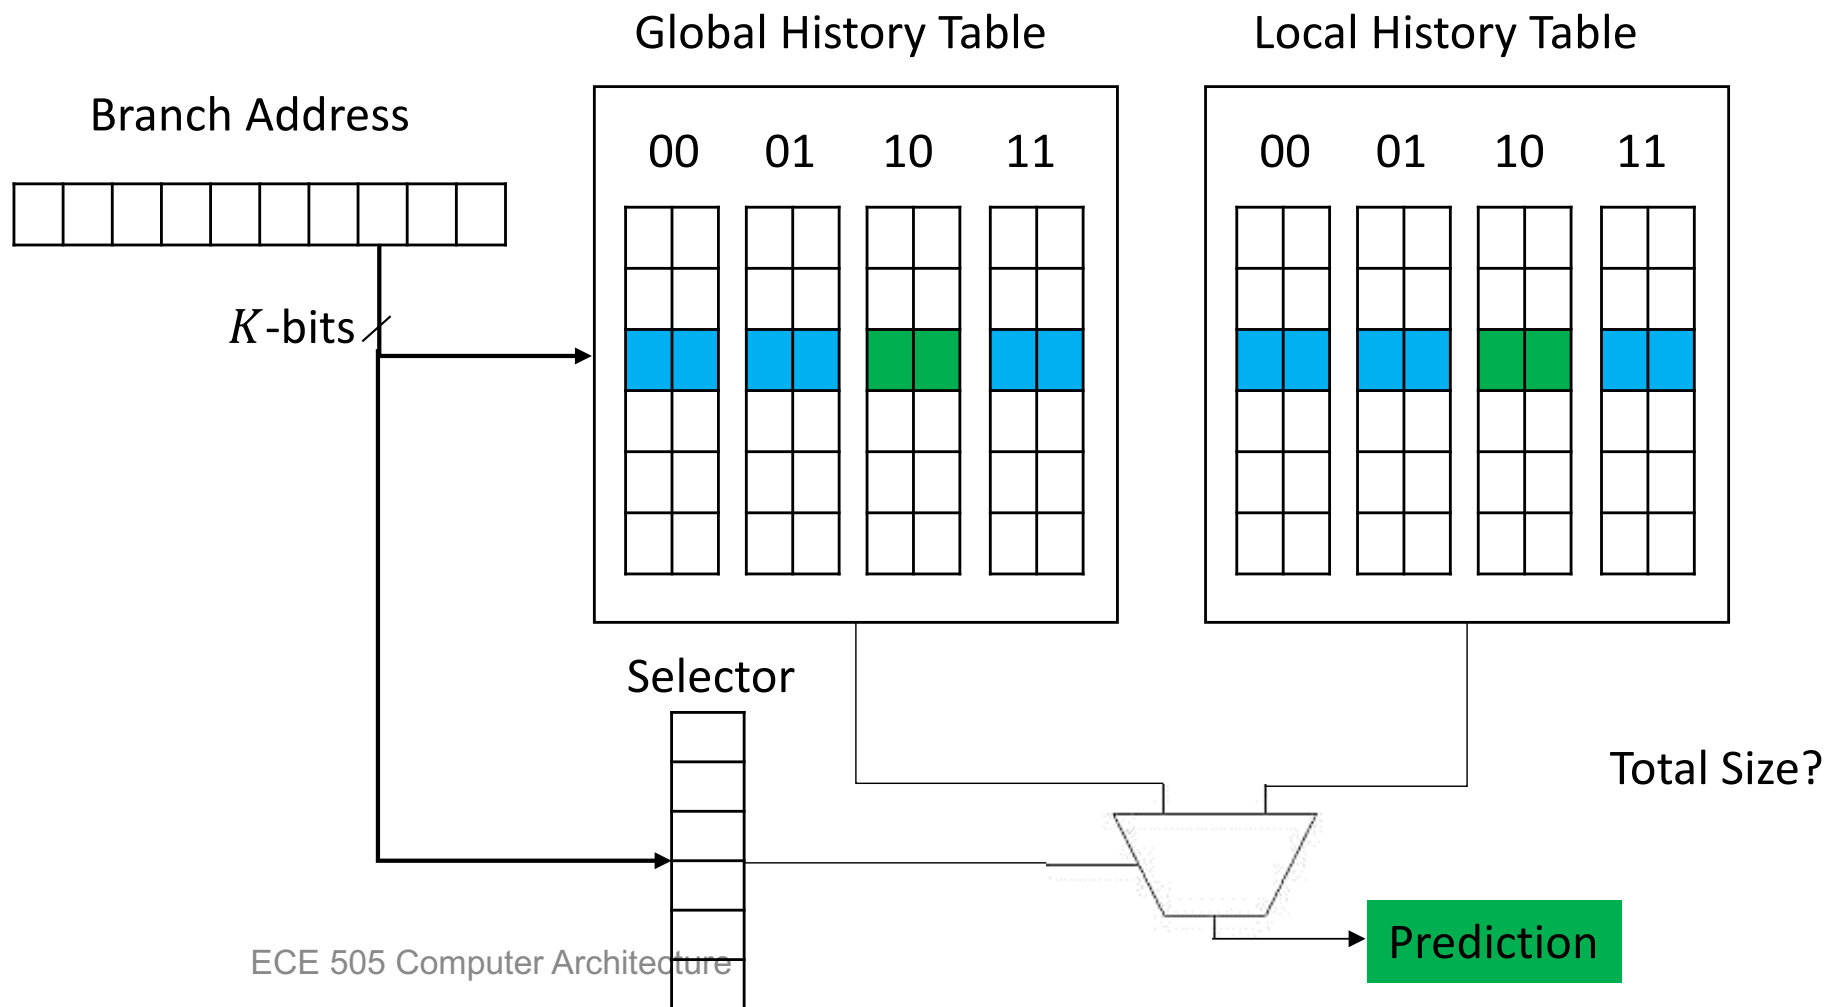 Global History Table
Local History Table
Branch Address
00 01 10 11
00 01 10 11
K-bits
Selector
Total Size?
Prediction
ECE 505 Computer Architecture